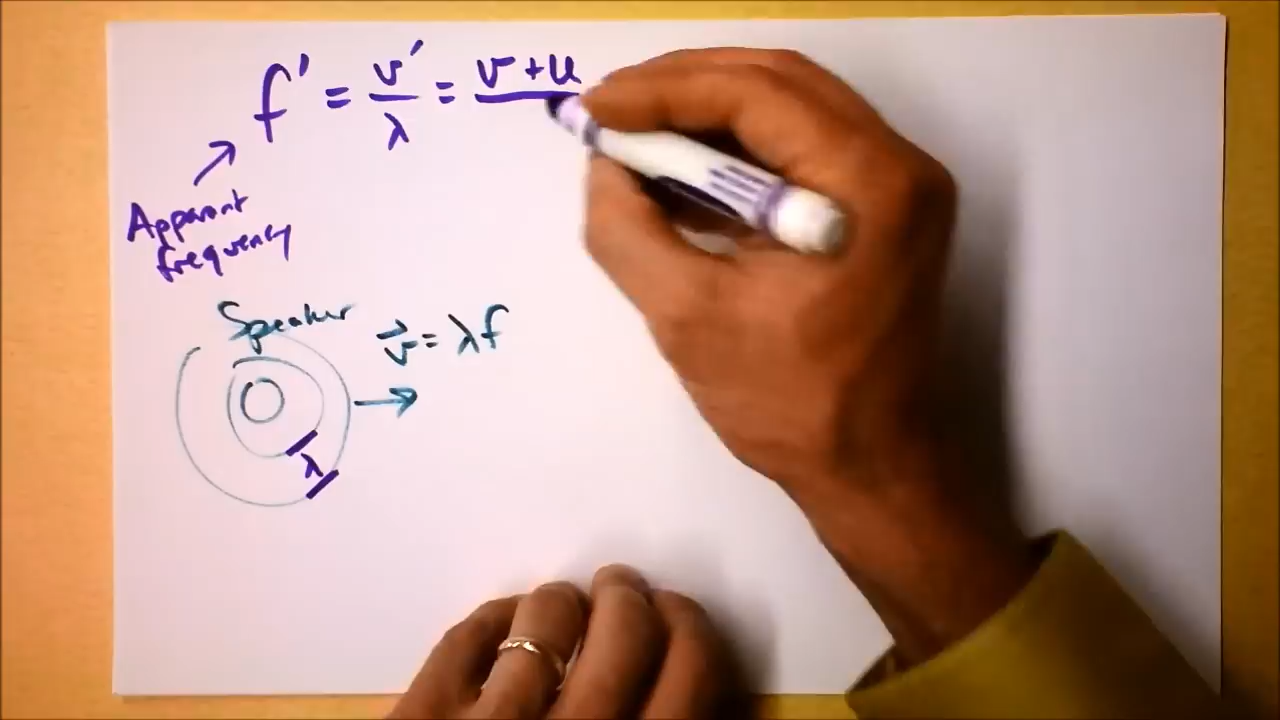 f' = v'/λ = v+u
Apparent
frequency
Speaker
v⃗ = λf
λ